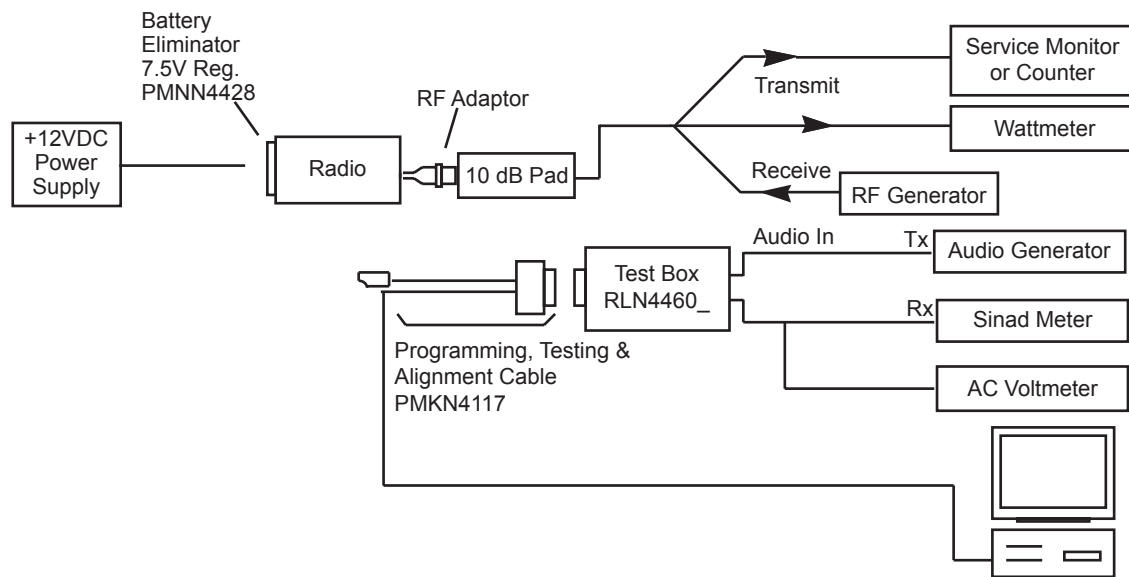 Battery
Eliminator
7.5V Reg.
PMNN4428
RF Adaptor
+12VDC
Power
Supply
Radio
10 dB Pad
Transmit
Service Monitor
or Counter
Wattmeter
Receive
RF Generator
Audio In
Tx
Audio Generator
Test Box
RLN4460_
Rx
Sinad Meter
AC Voltmeter
Programming, Testing &
Alignment Cable
PMKN4117